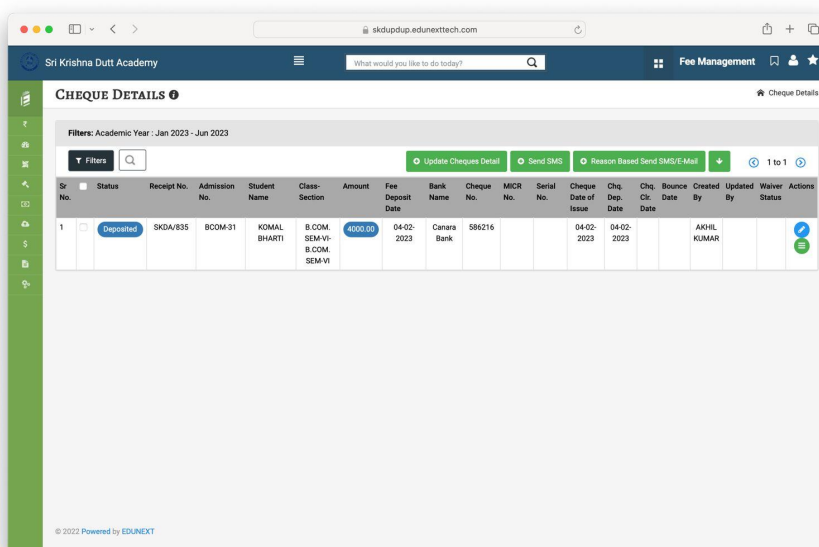 skdupdup.edunexttech.com
Sri Krishna Dutt Academy
What would you like to do today?
Fee Management
CHEQUE DETAILS
Cheque Details
Filters: Academic Year : Jan 2023 - Jun 2023
Filters
Update Cheques Detail
Send SMS
Reason Based Send SMS/E-Mail
1 to 1
Sr No. Status Receipt No. Admission No. Student Name Class-Section Amount Fee Deposit Date Bank Name Cheque No. MICR No. Serial No. Cheque Date of Issue Chq. Dep. Date Chq. Clr. Date Bounce Date Created By Updated By Waiver Status Actions
1 Deposited SKDA/835 BCOM-31 KOMAL BHARTI B.COM. SEM-VI-B.COM. SEM-VI 4000.00 04-02-2023 Canara Bank 586216 04-02-2023 04-02-2023 AKHIL KUMAR
© 2022 Powered by EDUNEXT